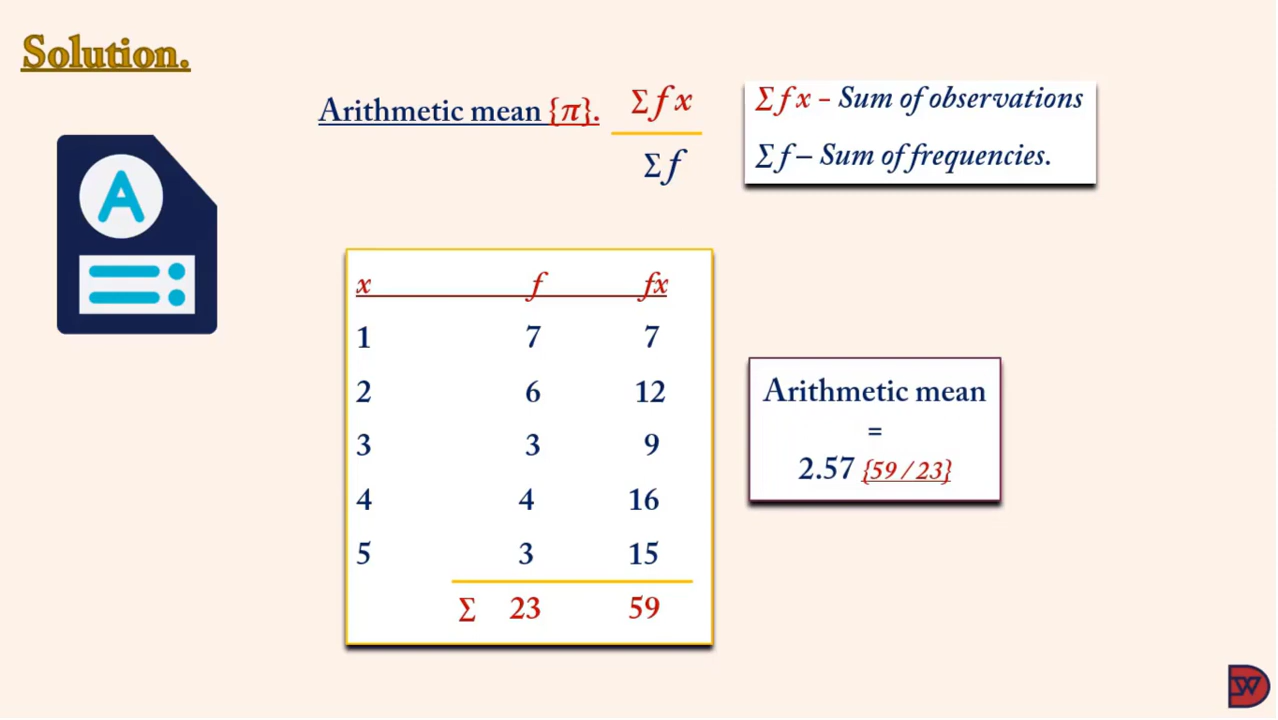 Solution.
Arithmetic mean {π}. Σfx
Σf
Σfx – Sum of observations
Σf – Sum of frequencies.
A
x f fx
1 7 7
2 6 12
3 3 9
4 4 16
5 3 15
Σ 23 59
Arithmetic mean
=
2.57 {59 / 23}
DW